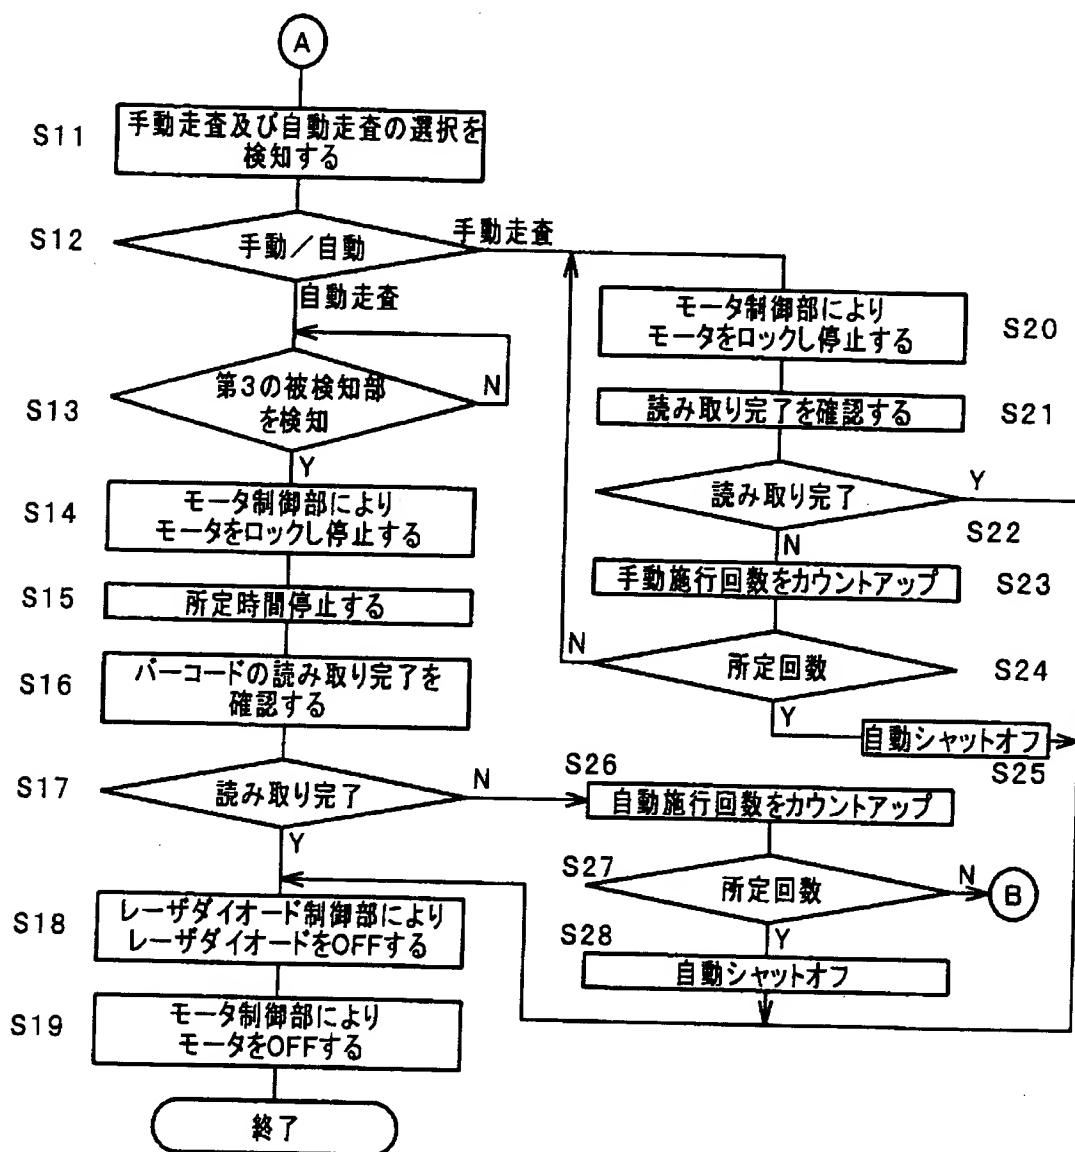 A
S11
手動走査及び自動走査の選択を
検知する
S12
手動／自動
手動走査
自動走査
S13
第3の被検知部
を検知
N
Y
S14
モータ制御部により
モータをロックし停止する
S15
所定時間停止する
S16
バーコードの読み取り完了を
確認する
S17
読み取り完了
N
Y
S18
レーザダイオード制御部により
レーザダイオードをOFFする
S19
モータ制御部により
モータをOFFする
終了
モータ制御部により
モータをロックし停止する
S20
読み取り完了を確認する
S21
読み取り完了
Y
S22
N
手動施行回数をカウントアップ
S23
N
所定回数
S24
Y
自動シャットオフ
S25
S26
自動施行回数をカウントアップ
S27
所定回数
N
B
Y
S28
自動シャットオフ